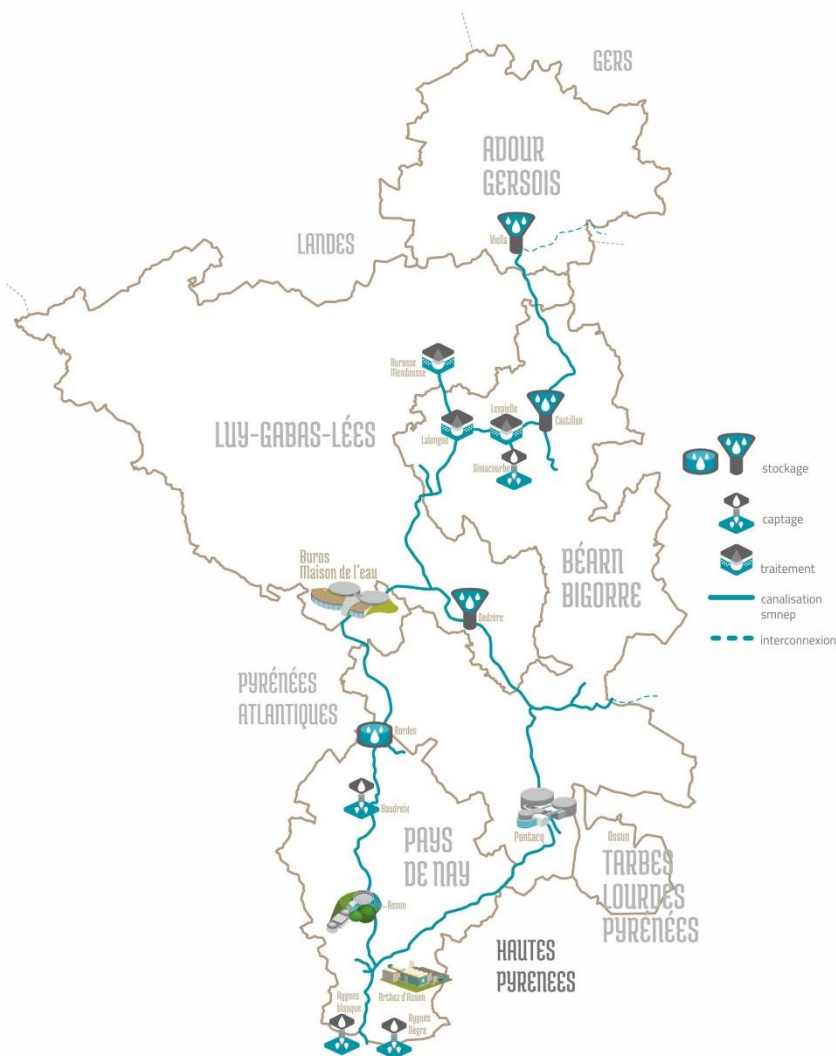 GERS
ADOUR
GERSOIS
Viella
LANDES
Burosse
Mendousse
Lespielle
Castillon
LUY-GABAS-LÉES
Lalongue
Simacourbe
stockage
captage
traitement
canalisation
smnep
interconnexion
BÉARN
BIGORRE
Buros
Maison de l'eau
Sedzère
PYRÉNÉES
ATLANTIQUES
Bordes
Baudreix
PAYS
DE NAY
Pontacq
Ossun
TARBES
LOURDES
PYRÉNÉES
Asson
HAUTES
PYRENEES
Arthez d'Asson
Aygues
blanque
Aygues
Nègre